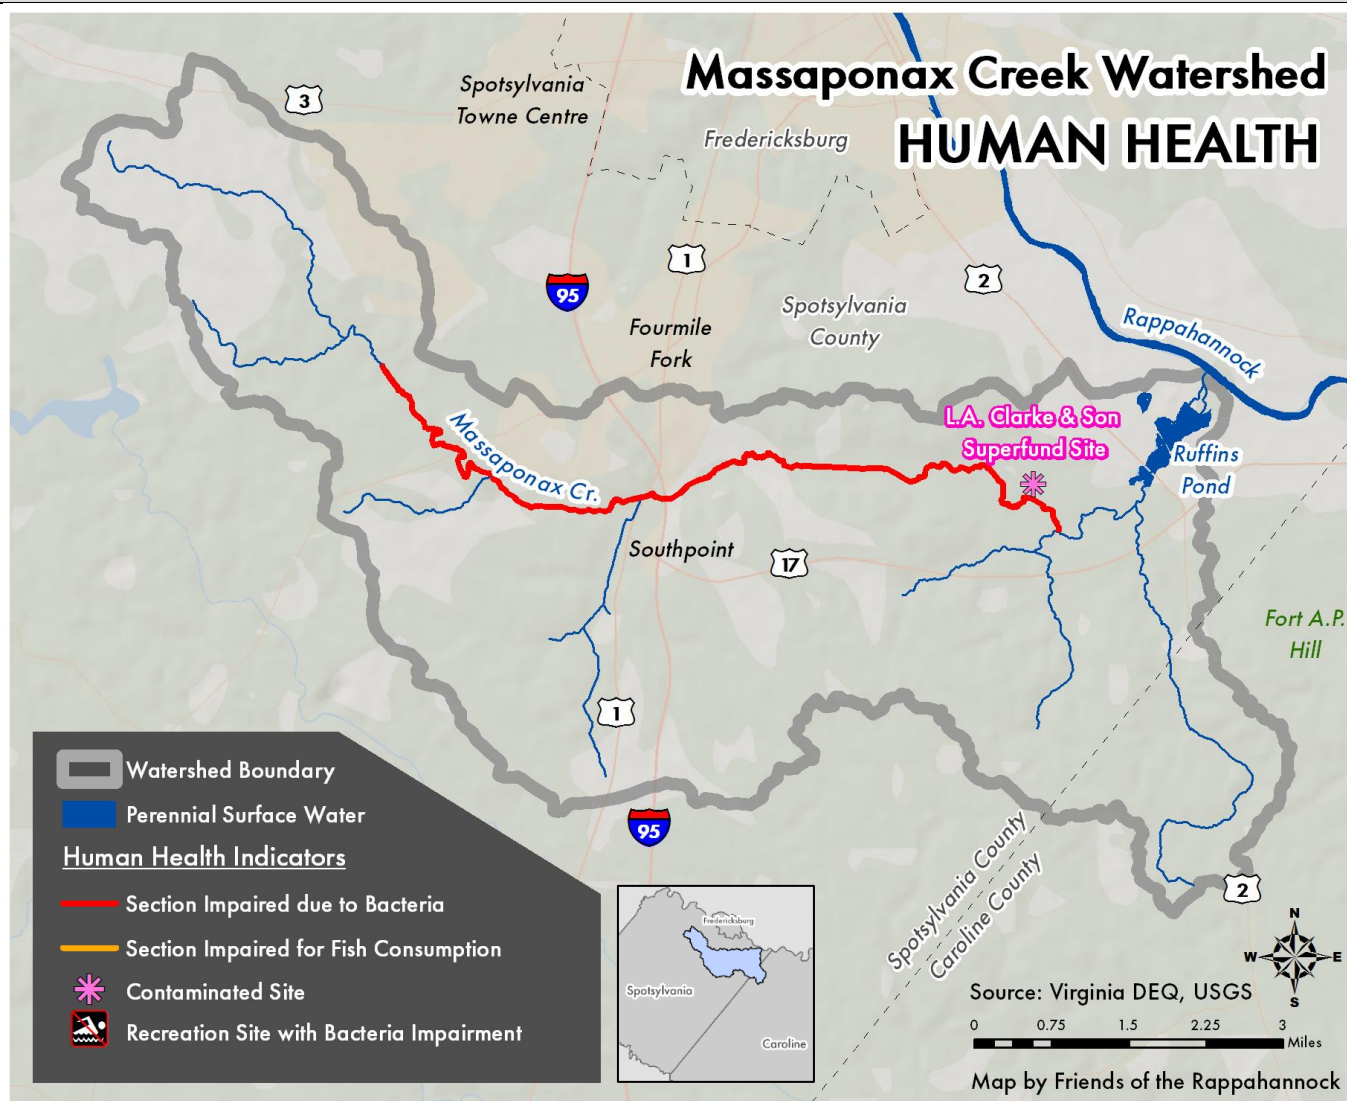 Massaponax Creek Watershed
HUMAN HEALTH
3
Spotsylvania
Towne Centre
Fredericksburg
1
2
95
Spotsylvania
County
Fourmile
Fork
Rappahannock
L.A. Clarke & Son
Superfund Site
Massaponax Cr.
Ruffins
Pond
Southpoint
17
Fort A.P.
Hill
1
95
2
Spotsylvania County
Caroline County
Watershed Boundary
Perennial Surface Water
Human Health Indicators
Section Impaired due to Bacteria
Section Impaired for Fish Consumption
Contaminated Site
Recreation Site with Bacteria Impairment
Fredericksburg
Spotsylvania
Caroline
N
W E
S
Source: Virginia DEQ, USGS
0 0.75 1.5 2.25 3
Miles
Map by Friends of the Rappahannock